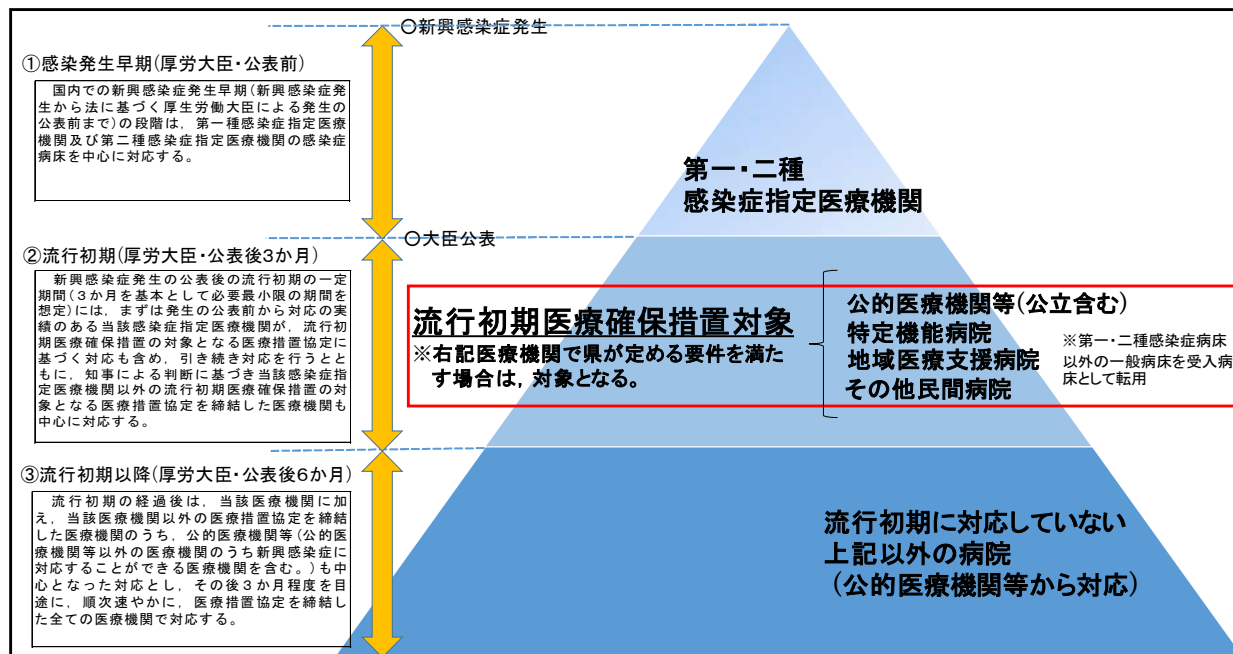 〇新興感染症発生
①感染発生早期(厚労大臣・公表前)
国内での新興感染症発生早期(新興感染症発
生から法に基づく厚生労働大臣による発生の
公表前まで)の段階は，第一種感染症指定医療
機関及び第二種感染症指定医療機関の感染症
病床を中心に対応する。
第一・二種
感染症指定医療機関
〇大臣公表
②流行初期(厚労大臣・公表後3か月)
新興感染症発生の公表後の流行初期の一定
期間(３か月を基本として必要最小限の期間を
想定)には，まずは発生の公表前から対応の実
績のある当該感染症指定医療機関が，流行初
期医療確保措置の対象となる医療措置協定に
基づく対応も含め，引き続き対応を行うとと
もに，知事による判断に基づき当該感染症指
定医療機関以外の流行初期医療確保措置の対
象となる医療措置協定を締結した医療機関も
中心に対応する。
流行初期医療確保措置対象
※右記医療機関で県が定める要件を満た
す場合は，対象となる。
公的医療機関等(公立含む)
特定機能病院
地域医療支援病院
その他民間病院
※第一・二種感染症病床
以外の一般病床を受入病
床として転用
③流行初期以降(厚労大臣・公表後6か月)
流行初期の経過後は，当該医療機関に加
え，当該医療機関以外の医療措置協定を締結
した医療機関のうち，公的医療機関等(公的医
療機関等以外の医療機関のうち新興感染症に
対応することができる医療機関を含む。)も中
心となった対応とし，その後３か月程度を目
途に，順次速やかに，医療措置協定を締結し
た全ての医療機関で対応する。
流行初期に対応していない
上記以外の病院
(公的医療機関等から対応)